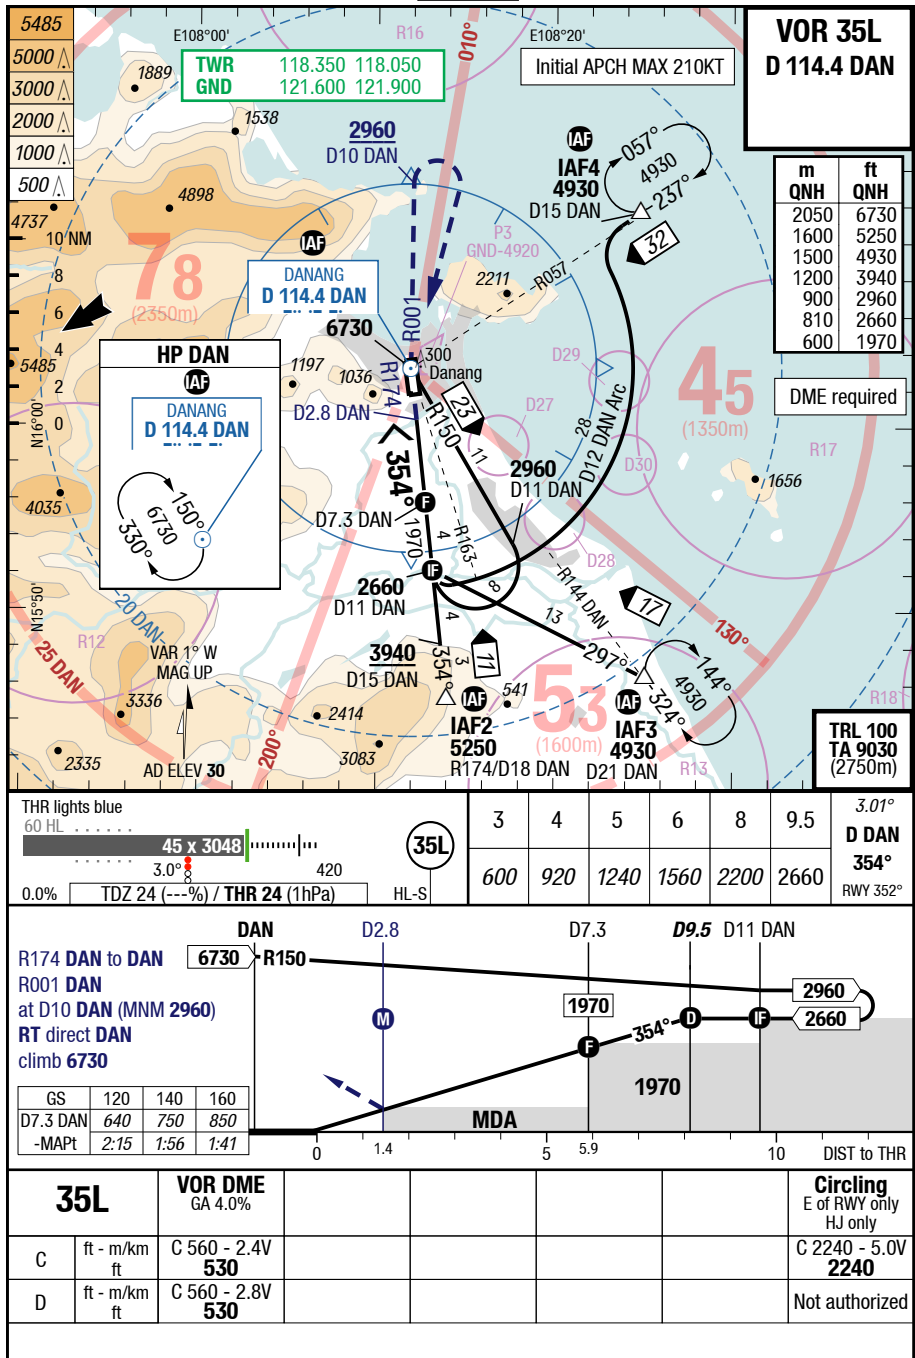 5485
5000
3000
2000
1000
500
E108°00'
R16
010°
E108°20'
VOR 35L
D 114.4 DAN
TWR 118.350 118.050
GND 121.600 121.900
Initial APCH MAX 210KT
1889
1538
2960
D10 DAN
IAF
IAF4
4930
D15 DAN
057°
4930
237°
m ft
QNH QNH
2050 6730
1600 5250
1500 4930
1200 3940
900 2960
810 2660
600 1970
4898
4737
10 NM
8
6
4
2
0
78
(2350m)
IAF
DANANG
D 114.4 DAN
P3
GND-4920
2211
R057
32
R001
6730
300
Danang
5485
HP DAN
IAF
DANANG
D 114.4 DAN
150°
6730
330°
1197
1036
R174
D2.8 DAN
R150
23
11
D29
D27
D30
28
D12 DAN Arc
45
(1350m)
DME required
R17
1656
N16°00'
4035
354°
2960
D11 DAN
F
D7.3 DAN
1970
4
R163
D28
R144 DAN
IF
2660
D11 DAN
8
13
17
130°
N15°50'
R12
20 DAN
25 DAN
VAR 1° W
MAG UP
3940
D15 DAN
4
354°
3
11
297°
144°
4930
324°
3336
2414
3083
2335
AD ELEV 30
200°
IAF
IAF2
5250
R174/D18 DAN
541
53
(1600m)
IAF
IAF3
4930
D21 DAN
R13
R18
TRL 100
TA 9030
(2750m)
THR lights blue
60 HL
45 x 3048
3.0°
420
0.0%
TDZ 24 (---%) / THR 24 (1hPa)
HL-S
35L
3 4 5 6 8 9.5
600 920 1240 1560 2200 2660
3.01°
D DAN
354°
RWY 352°
DAN D2.8 D7.3 D9.5 D11 DAN
R174 DAN to DAN
R001 DAN
at D10 DAN (MNM 2960)
RT direct DAN
climb 6730
6730 R150
2960
1970
M
F
354°
D
IF
2660
1970
MDA
GS 120 140 160
D7.3 DAN 640 750 850
-MAPt 2:15 1:56 1:41
0 1.4 5 5.9 10 DIST to THR
35L
VOR DME
GA 4.0%
Circling
E of RWY only
HJ only
C ft - m/km C 560 - 2.4V C 2240 - 5.0V
ft 530 2240
D ft - m/km C 560 - 2.8V Not authorized
ft 530